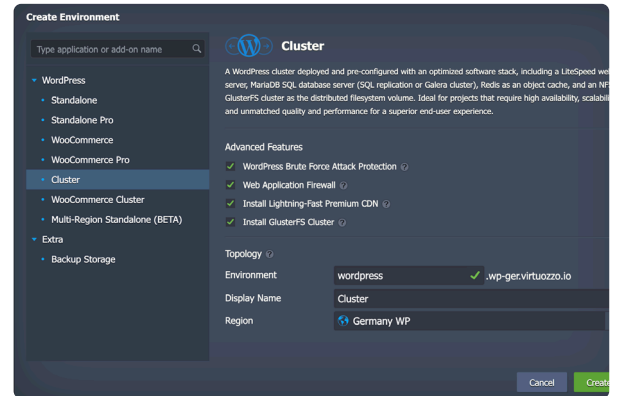 Create Environment
Type application or add-on name
WordPress
Standalone
Standalone Pro
WooCommerce
WooCommerce Pro
Cluster
WooCommerce Cluster
Multi-Region Standalone (BETA)
Extra
Backup Storage
Cluster
A WordPress cluster deployed and pre-configured with an optimized software stack, including a LiteSpeed
server, MariaDB SQL database server (SQL replication or Galera cluster), Redis as an object cache, and an
GlusterFS cluster as the distributed filesystem volume. Ideal for projects that require high availability,
and unmatched quality and performance for a superior end-user experience.
Advanced Features
WordPress Brute Force Attack Protection
Web Application Firewall
Install Lightning-Fast Premium CDN
Install GlusterFS Cluster
Topology
Environment
wordpress
.wp-ger.virtuozzo.io
Display Name
Cluster
Region
Germany WP
Cancel
Create